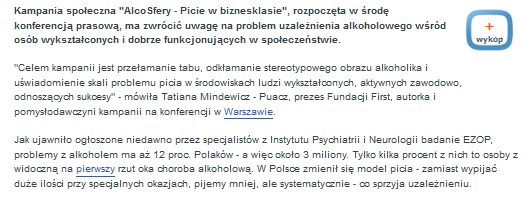 Kampania społeczna "AlcoSfery - Picie w biznesklasie", rozpoczęta w środę
konferencją prasową, ma zwrócić uwagę na problem uzależnienia alkoholowego wśród
osób wykształconych i dobrze funkcjonujących w społeczeństwie.
+
wykop
"Celem kampanii jest przełamanie tabu, odkłamanie stereotypowego obrazu alkoholika i
uświadomienie skali problemu picia w środowiskach ludzi wykształconych, aktywnych zawodowo,
odnoszących sukcesy" - mówiła Tatiana Mindewicz - Puacz, prezes Fundacji First, autorka i
pomysłodawczyni kampanii na konferencji w Warszawie.
Jak ujawniło ogłoszone niedawno przez specjalistów z Instytutu Psychiatrii i Neurologii badanie EZOP,
problemy z alkoholem ma aż 12 proc. Polaków - a więc około 3 miliony. Tylko kilka procent z nich to osoby z
widoczną na pierwszy rzut oka chorobą alkoholową. W Polsce zmienił się model picia - zamiast wypijać
duże ilości przy specjalnych okazjach, pijemy mniej, ale systematycznie - co sprzyja uzależnieniu.